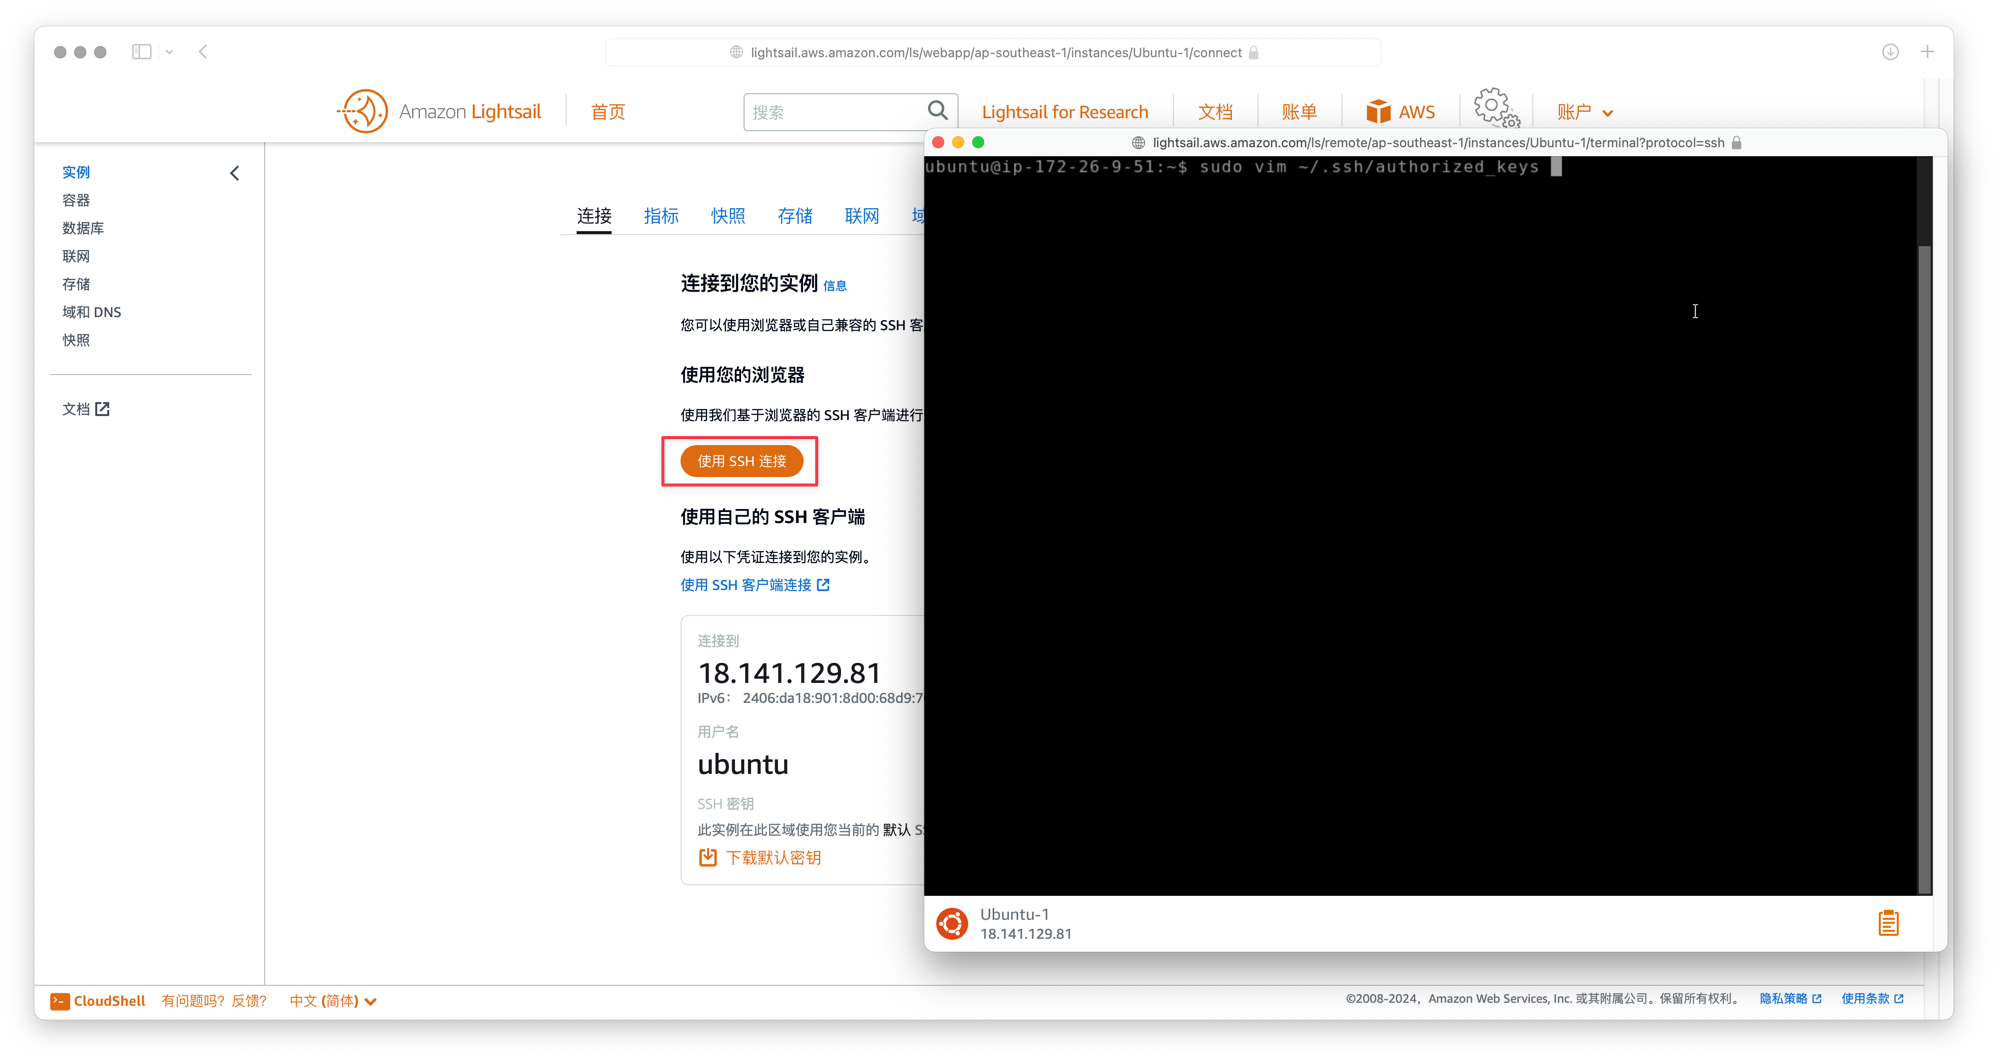 lightsail.aws.amazon.com/ls/webapp/ap-southeast-1/instances/Ubuntu-1/connect
Amazon Lightsail
首页
搜索
Lightsail for Research
文档
账单
AWS
账户
实例
容器
数据库
联网
存储
域和 DNS
快照
文档
连接
指标
快照
存储
联网
连接到您的实例 信息
您可以使用浏览器或自己兼容的 SSH 客
使用您的浏览器
使用我们基于浏览器的 SSH 客户端进行
使用 SSH 连接
使用自己的 SSH 客户端
使用以下凭证连接到您的实例。
使用 SSH 客户端连接
连接到
18.141.129.81
IPv6： 2406:da18:901:8d00:68d9:7
用户名
ubuntu
SSH 密钥
此实例在此区域使用您当前的 默认 S
下载默认密钥
lightsail.aws.amazon.com/ls/remote/ap-southeast-1/instances/Ubuntu-1/terminal?protocol=ssh
ubuntu@ip-172-26-9-51:~$ sudo vim ~/.ssh/authorized_keys
Ubuntu-1
18.141.129.81
CloudShell
有问题吗？反馈？
中文 (简体)
©2008-2024，Amazon Web Services, Inc. 或其附属公司。保留所有权利。
隐私策略
使用条款